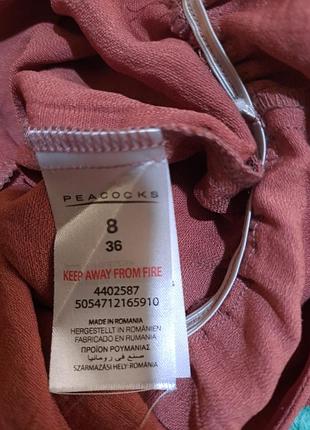 PEACOCKS
8
36
KEEP AWAY FROM FIRE
4402587
5054712165910
MADE IN ROMANIA
HERGESTELLT IN RUMÄNIEN
FABRICADO EN RUMANIA
ΠΡΟΪΟΝ ΡΟΥΜΑΝΙΑΣ
صنع في رومانيا
SZÁRMAZÁSI HELY: ROMÁNIA